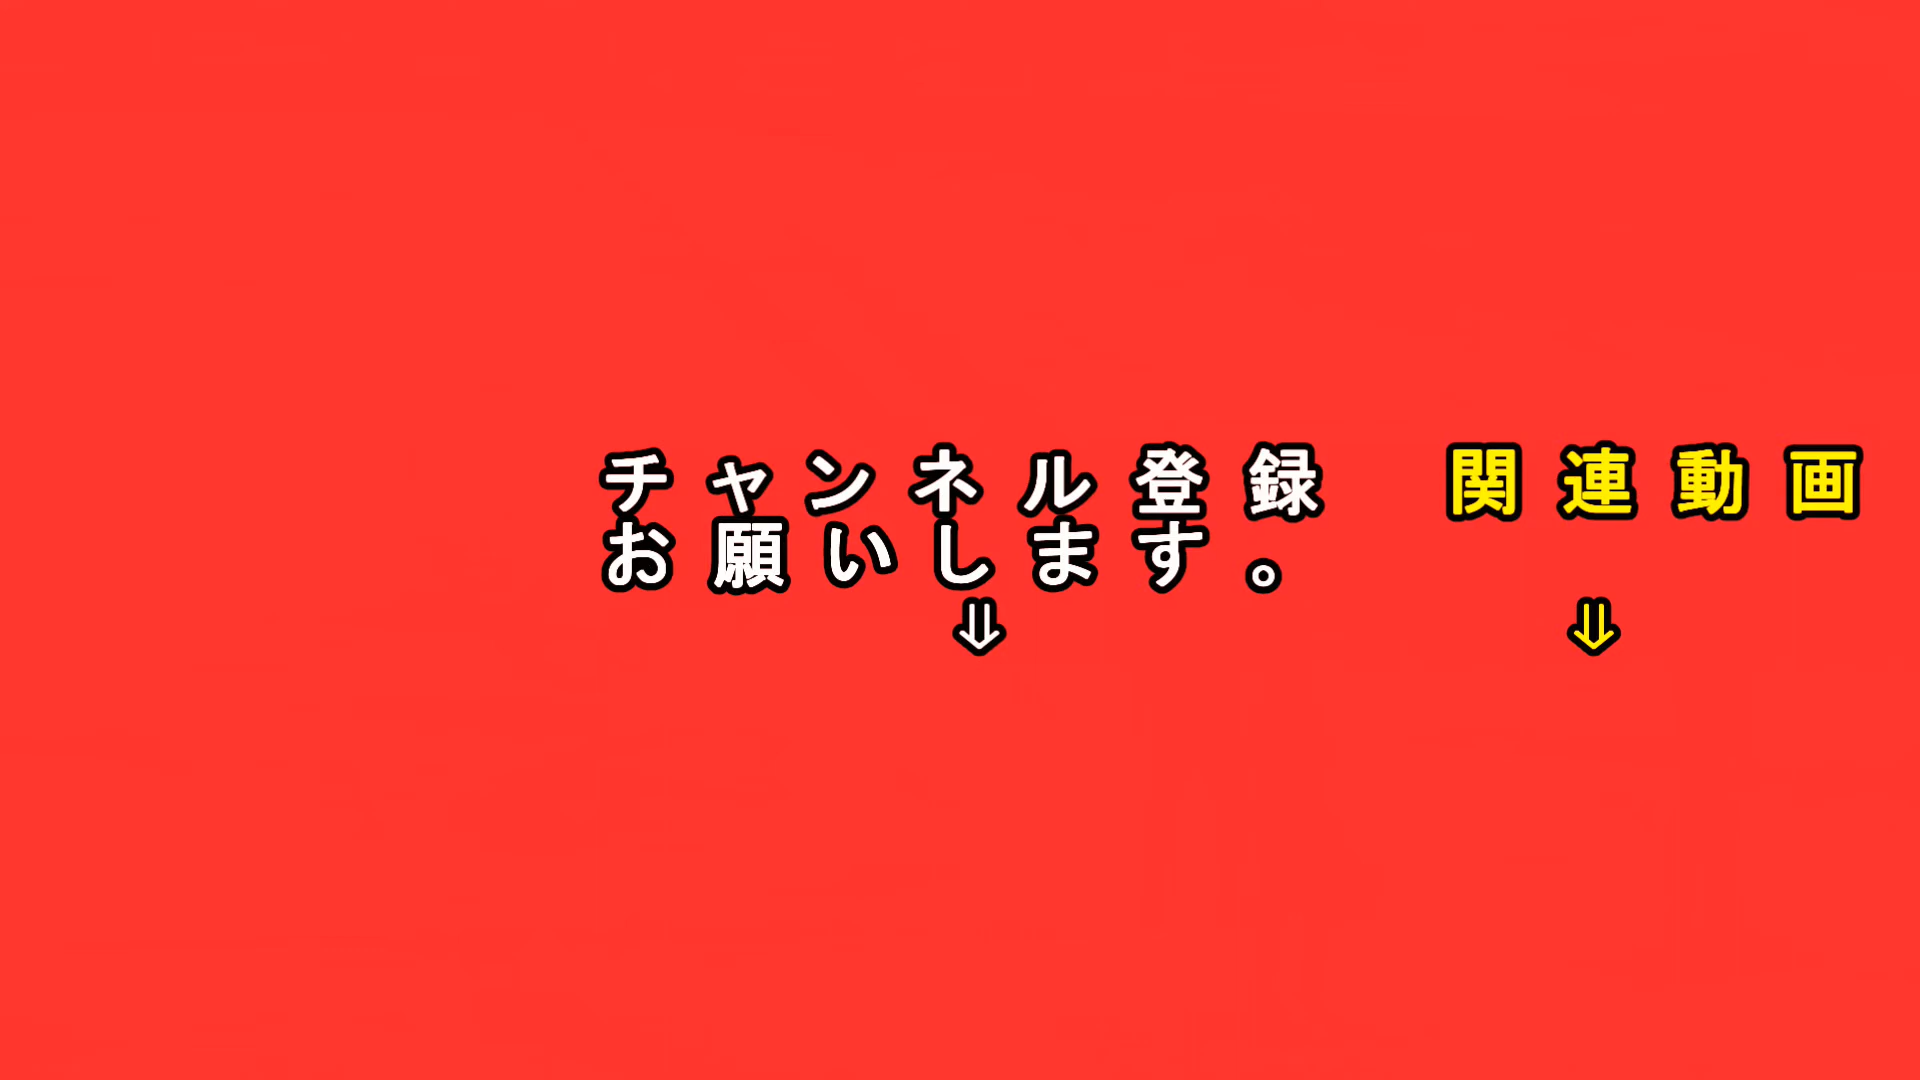 チャンネル登録
お願いします。
⇓
関連動画
⇓